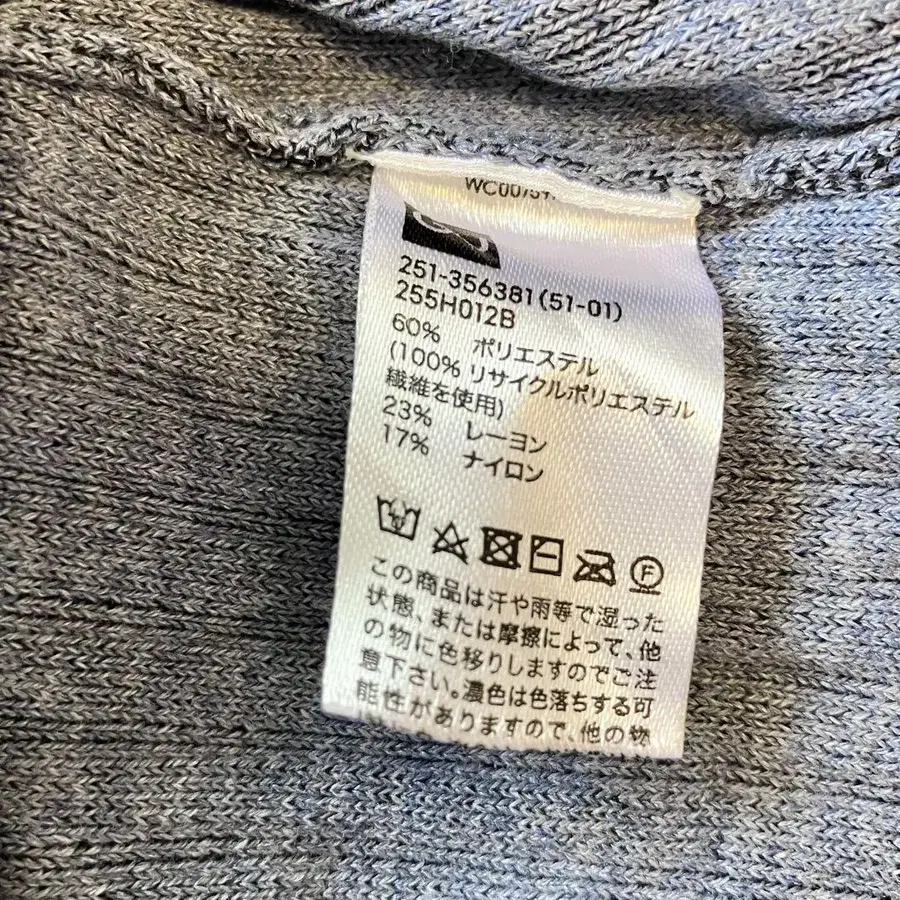 251-356381(51-01)
255H012B
60% ポリエステル
(100% リサイクルポリエステル
繊維を使用)
23% レーヨン
17% ナイロン
F
この商品は汗や雨等で湿った
状態、または摩擦によって、他
の物に色移りしますのでご注
意下さい。濃色は色落ちする可
能性がありますので、他の物